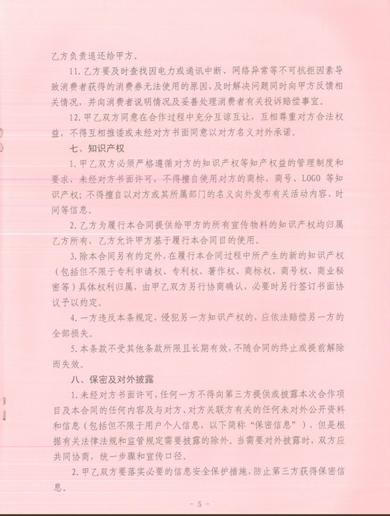 乙方负责退还给甲方。
11.乙方要及时查找因电力或通讯中断、网络异常等不可抗拒因素导
致消费者获得的消费券无法使用的原因,及时解决问题同时向甲方反馈相
关情况,并向消费者说明情况及妥善处理消费者有关投诉赔偿事宜。
12.甲乙双方同意在合作过程中充分互谅互让,互相尊重对方合法权
益,不得互相推诿或未经对方书面同意以对方名义对外承诺。
七、知识产权
1.甲乙双方必须严格遵循对方的知识产权等知产权益的管理制度和
要求,未经对方书面许可,不得擅自使用对方的商标、商号、LOGO 等知
识产权;不得擅自以对方或其所属部门的名义向外发布有关活动内容、时
间等信息。
2.乙方为履行本合同提供给甲方的所有宣传物料的知识产权均归属
乙方所有,乙方允许甲方基于履行本合同目的使用。
3.除本合同另有约定外,在履行本合同过程中所产生的新的知识产权
(包括但不限于专利申请权、专利权、著作权、商标权、商号权、商业秘
密等)具体权利归属,由甲乙双方另行协商确认,必要时另行签订书面协
议予以约定。
4.一方违反本条规定,侵犯另一方知识产权的,应依法赔偿另一方的
全部损失。
5.本条款不受其他条款所限且长期有效,不随合同的终止或提前解除
而失效。
八、保密及对外披露
1.未经对方书面许可,任何一方不得向第三方提供或披露本次合作项
目及本合同的任何内容及与对方、对方关联方有关的任何未对外公开资料
和信息(包括但不限于用户个人信息,以下简称"保密信息"),但是根
据有关法律法规和监管规定需要披露的除外。当需要对外披露时,双方应
共同协商,统一步骤和宣传口径。
2.甲乙双方要落实必要的信息安全保护措施,防止第三方获得保密信
息。
- 5 -